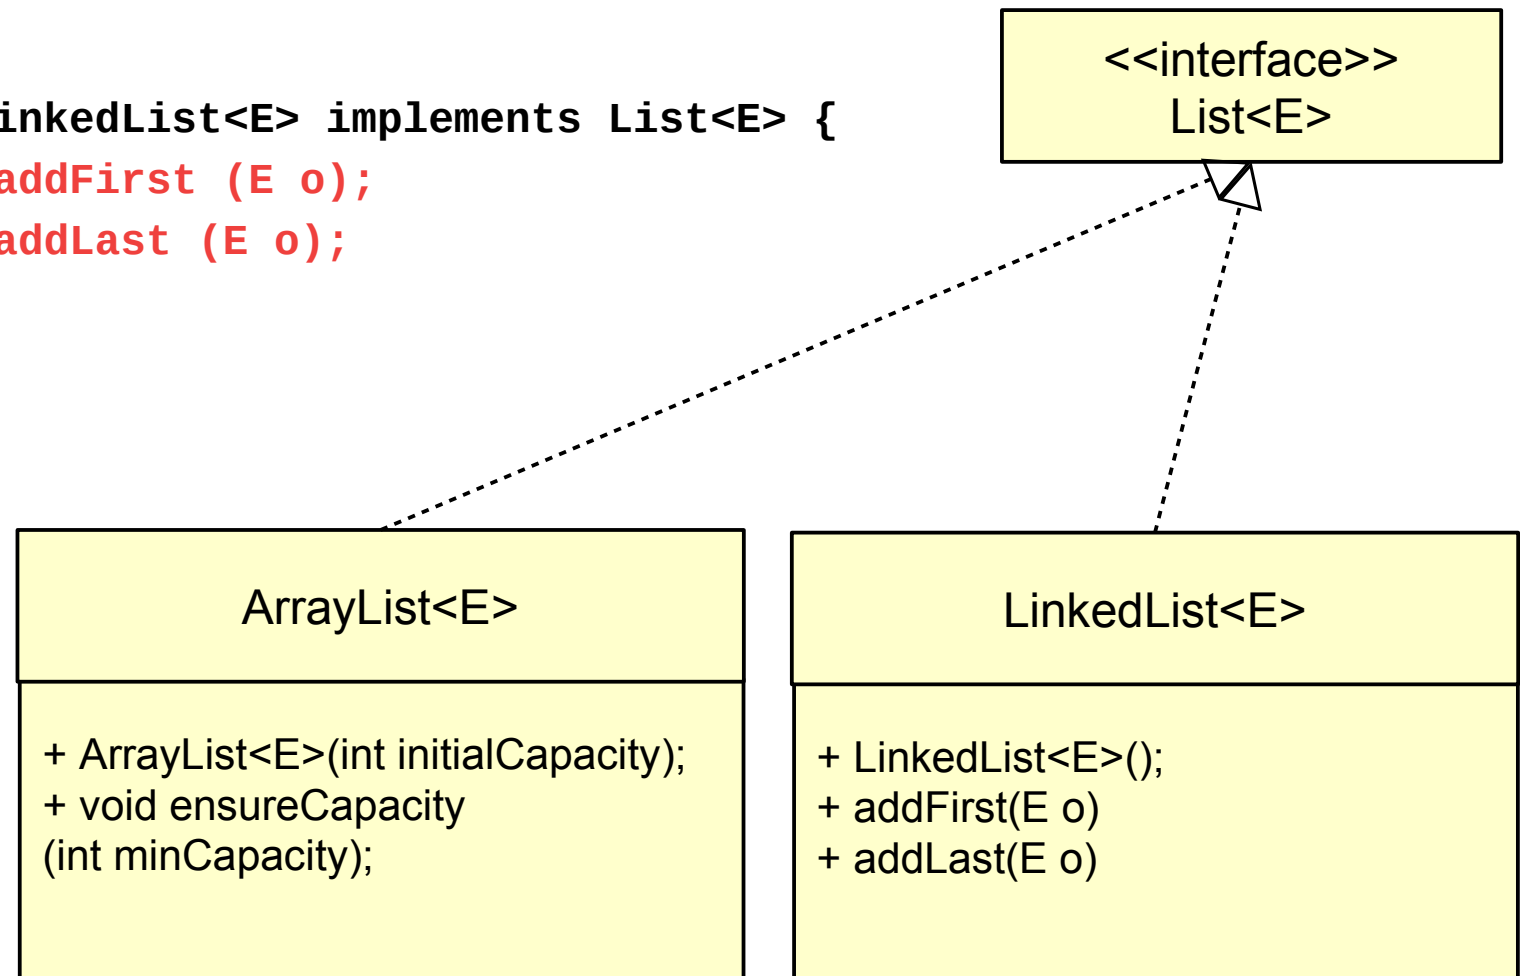 <<interface>>
List<E>
inkedList<E> implements List<E> {
addFirst (E o);
addLast (E o);
ArrayList<E>
+ ArrayList<E>(int initialCapacity);
+ void ensureCapacity
(int minCapacity);
LinkedList<E>
+ LinkedList<E>();
+ addFirst(E o)
+ addLast(E o)